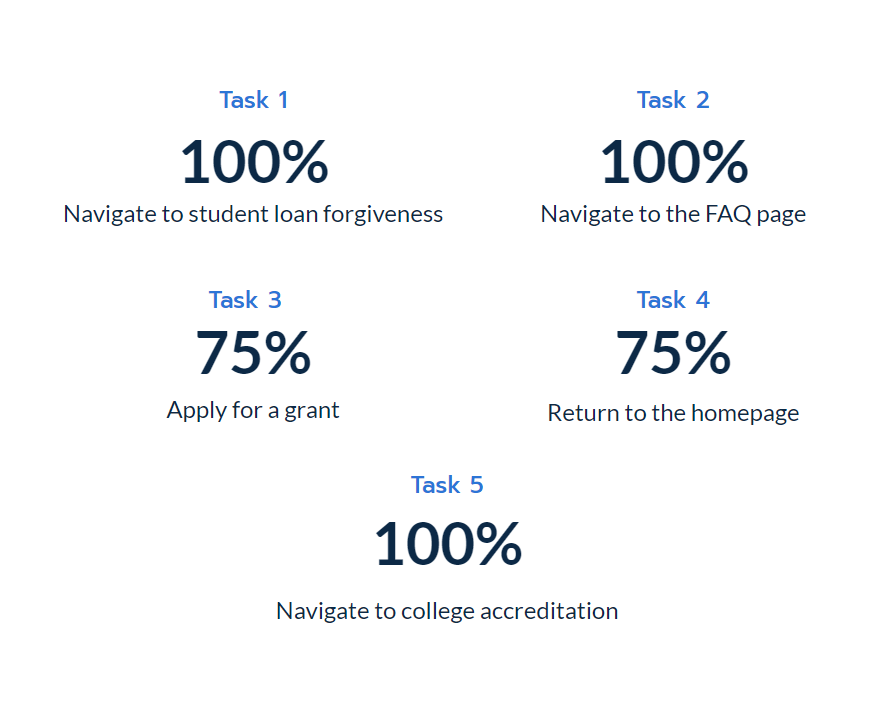 Task 1
100%
Navigate to student loan forgiveness
Task 2
100%
Navigate to the FAQ page
Task 3
75%
Apply for a grant
Task 4
75%
Return to the homepage
Task 5
100%
Navigate to college accreditation